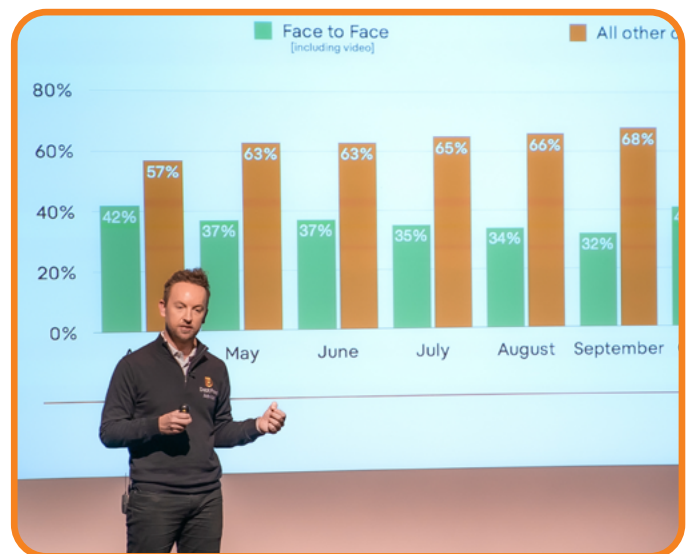 Face to Face
[including video]
All other
80%
60%
40%
20%
0%
42%
57%
37%
63%
37%
63%
35%
65%
34%
66%
32%
68%
4
A
May
June
July
August
September